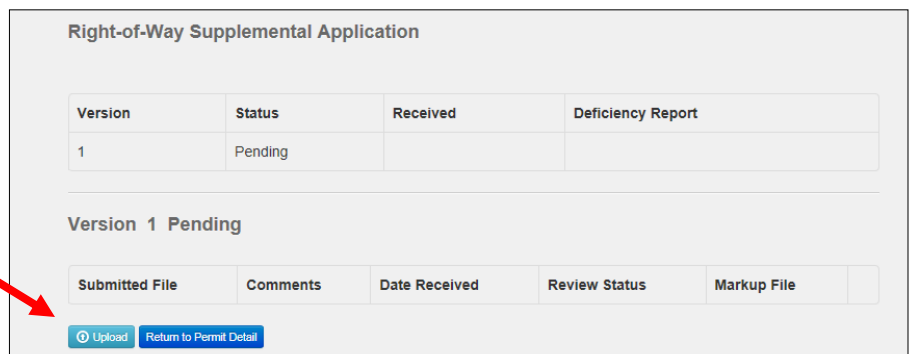 Right-of-Way Supplemental Application
Version Status Received Deficiency Report
1 Pending
Version 1 Pending
Submitted File Comments Date Received Review Status Markup File
Upload Return to Permit Detail